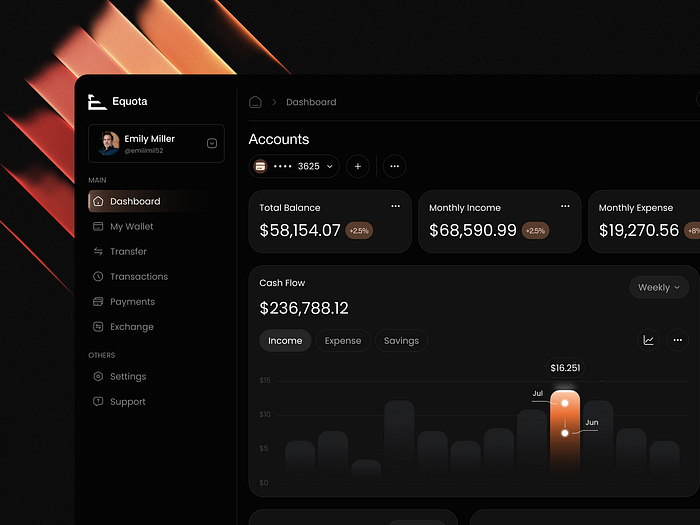 Equota
Dashboard
Emily Miller
@emilimil52
Accounts
•••• 3625
MAIN
Dashboard
My Wallet
Transfer
Transactions
Payments
Exchange
OTHERS
Settings
Support
Total Balance
$58,154.07 +2.5%
Monthly Income
$68,590.99 +2.5%
Monthly Expense
$19,270.56 +8%
Cash Flow
Weekly
$236,788.12
Income Expense Savings
$16.251
$15
Jul
$10
Jun
$5
$0